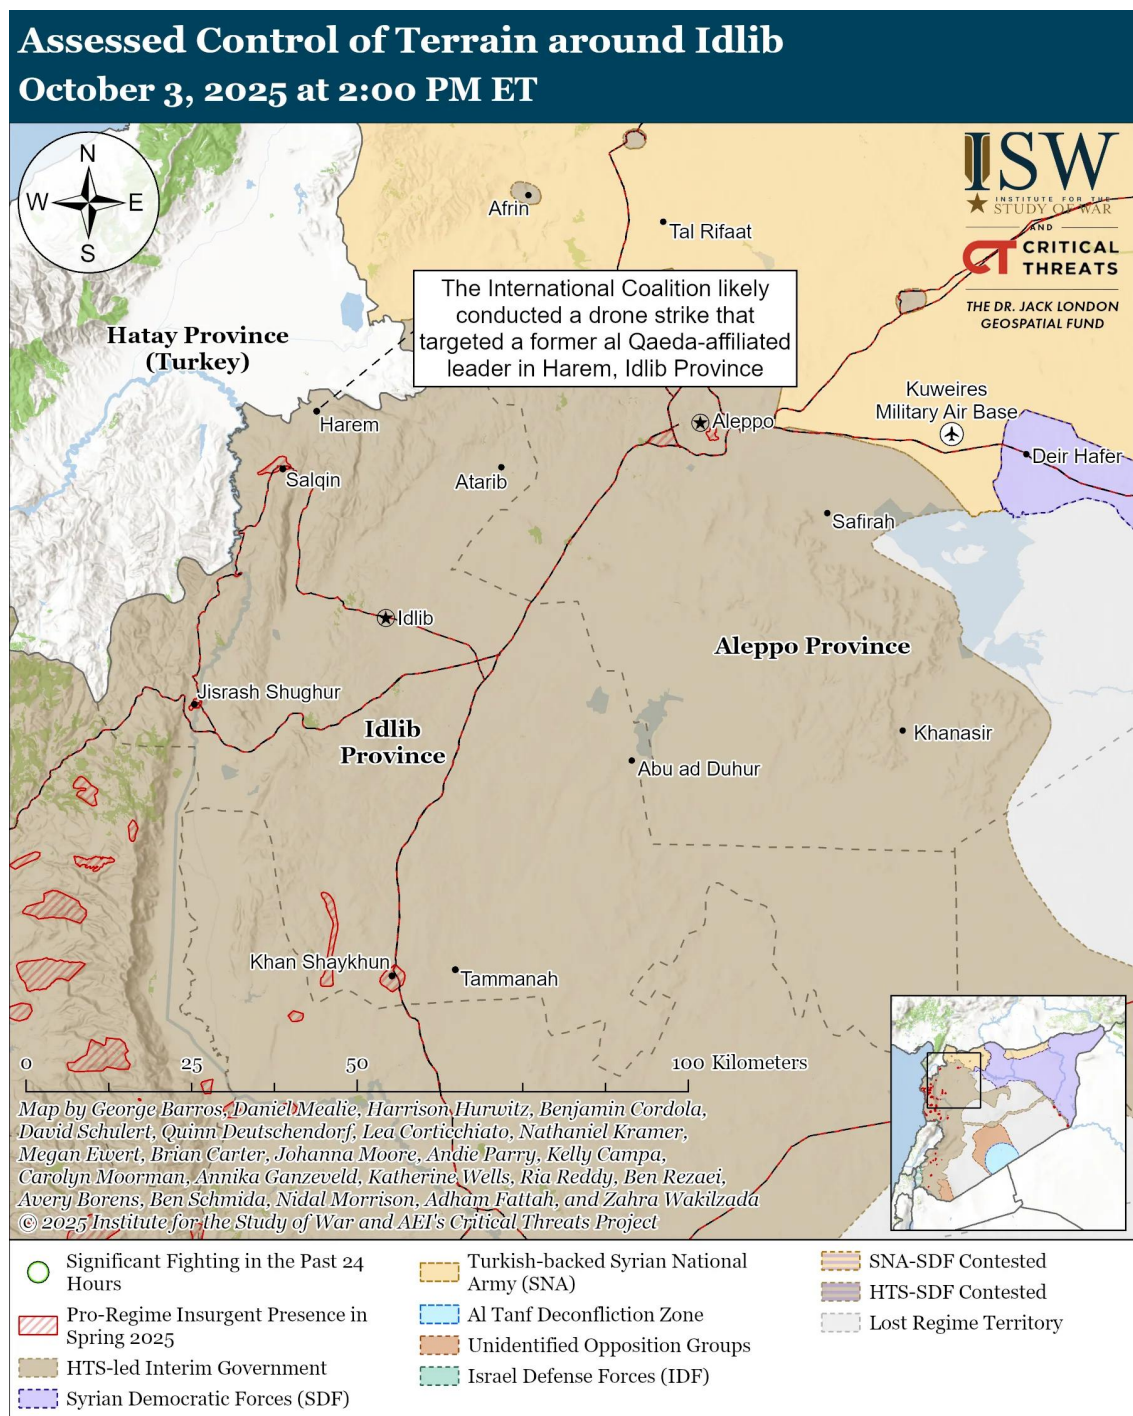 Assessed Control of Terrain around Idlib
October 3, 2025 at 2:00 PM ET
N
W
E
S
ISW
INSTITUTE FOR THE
STUDY OF WAR
AND
CT CRITICAL
THREATS
THE DR. JACK LONDON
GEOSPATIAL FUND
Afrin
Tal Rifaat
The International Coalition likely
conducted a drone strike that
targeted a former al Qaeda-affiliated
leader in Harem, Idlib Province
Hatay Province
(Turkey)
Kuweires
Military Air Base
Harem
Aleppo
Deir Hafer
Salqin
Atarib
Safirah
Idlib
Aleppo Province
Jisrash Shughur
Idlib
Province
Khanasir
Abu ad Duhur
Khan Shaykhun
Tammanah
0 25 50 100 Kilometers
Map by George Barros, Daniel Mealie, Harrison Hurwitz, Benjamin Cordola,
David Schulert, Quinn Deutschendorf, Lea Corticchiato, Nathaniel Kramer,
Megan Ewert, Brian Carter, Johanna Moore, Andie Parry, Kelly Campa,
Carolyn Moorman, Annika Ganzeveld, Katherine Wells, Ria Reddy, Ben Rezaei,
Avery Borens, Ben Schmida, Nidal Morrison, Adham Fattah, and Zahra Wakilzada
© 2025 Institute for the Study of War and AEI's Critical Threats Project
Significant Fighting in the Past 24
Hours
Pro-Regime Insurgent Presence in
Spring 2025
HTS-led Interim Government
Syrian Democratic Forces (SDF)
Turkish-backed Syrian National
Army (SNA)
Al Tanf Deconfliction Zone
Unidentified Opposition Groups
Israel Defense Forces (IDF)
SNA-SDF Contested
HTS-SDF Contested
Lost Regime Territory